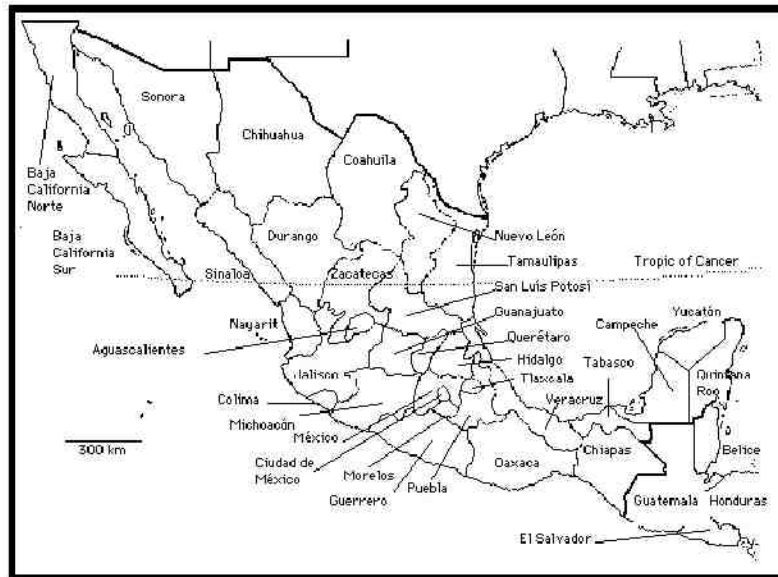 Sonora
Chihuahua
Coahuila
Baja
California
Norte
Baja
California
Sur
Durango
Nuevo León
Sinaloa
Zacatecas
Tamaulipas
Tropic of Cancer
San Luis Potosí
Guanajuato
Nayarit
Aguascalientes
Querétaro
Hidalgo
Tlaxcala
Campeche
Yucatán
Tabasco
Quintana
Roo
Jalisco
Colima
Michoacán
México
Veracruz
300 km
Ciudad de
México
Morelos
Guerrero
Puebla
Oaxaca
Chiapas
Belice
Guatemala
Honduras
El Salvador